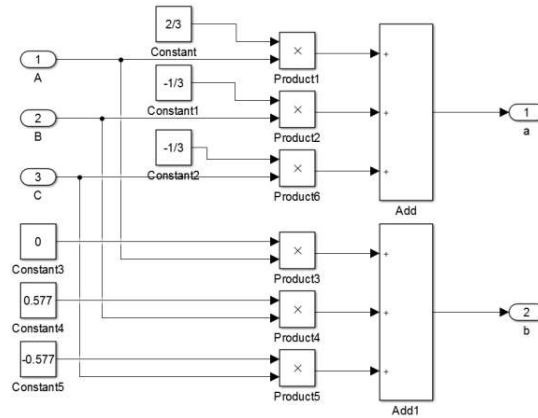 2/3
Constant
×
Product1
+
1
A
-1/3
Constant1
×
Product2
+
1
a
2
B
-1/3
Constant2
×
Product6
+
3
C
Add
0
Constant3
×
Product3
+
0.577
Constant4
×
Product4
+
2
b
-0.577
Constant5
×
Product5
+
Add1